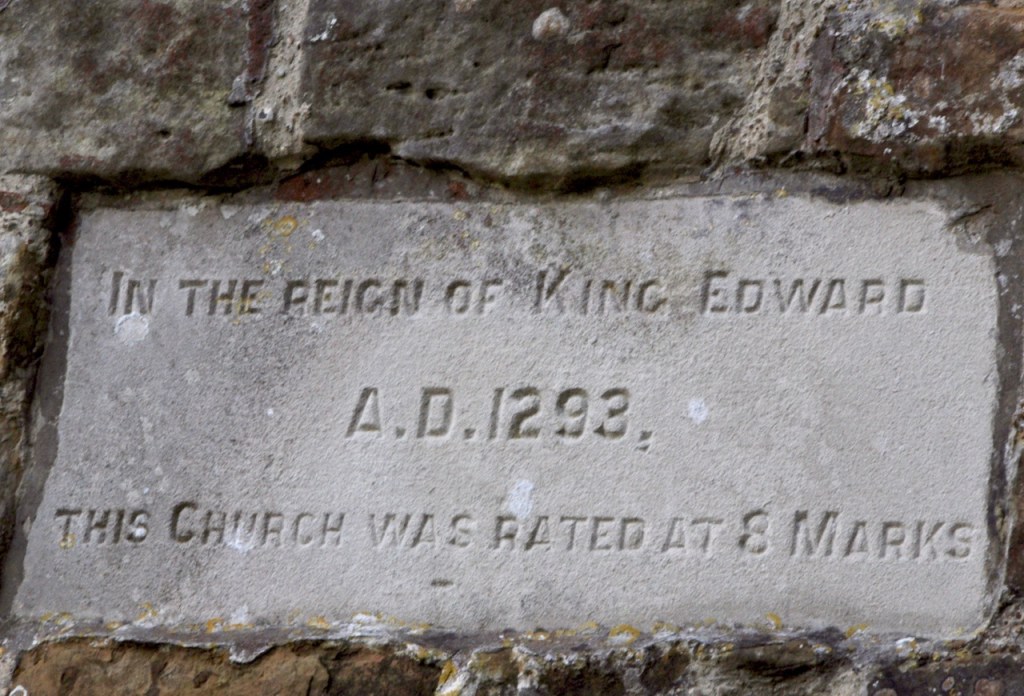 In the reign of King Edward
A.D. 1293,
this Church was rated at 8 Marks